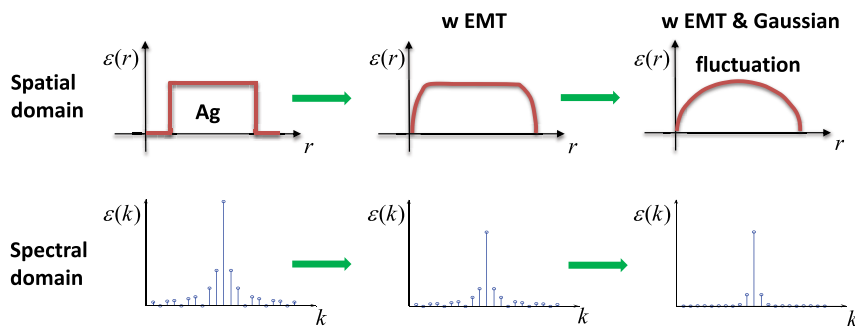 w EMT
w EMT & Gaussian
fluctuation
Spatial
domain
ε(r)
Ag
r
ε(r)
r
ε(r)
r
Spectral
domain
ε(k)
k
ε(k)
k
ε(k)
k